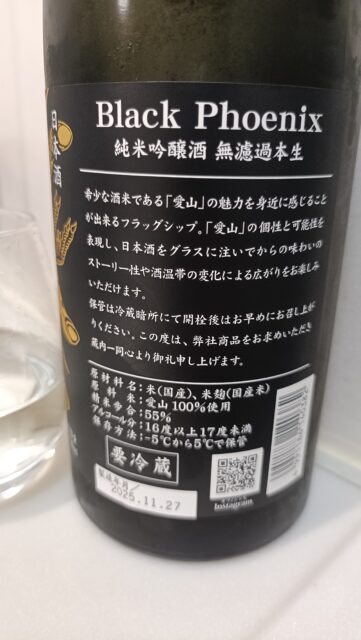 日本酒
Black Phoenix
純米吟醸酒 無濾過本生
希少な酒米である「愛山」の魅力を身近に感じること
が出来るフラッグシップ。「愛山」の個性と可能性を
表現し、日本酒をグラスに注いでからの味わいの
ストーリー性や酒温帯の変化による広がりをお楽しみ
いただけます。
保管は冷蔵暗所にて開栓後はお早めにお召し上が
りください。この度は、弊社商品をお求めいただき
蔵内一同心より御礼申し上げます。
原材料名:米(国産)、米麹(国産米)
原料米:愛山100%使用
精米歩合:55%
アルコール分:16度以上17度未満
保存方法:-5℃から5℃で保管
要冷蔵
製造年月
2025.11.27
Instagram